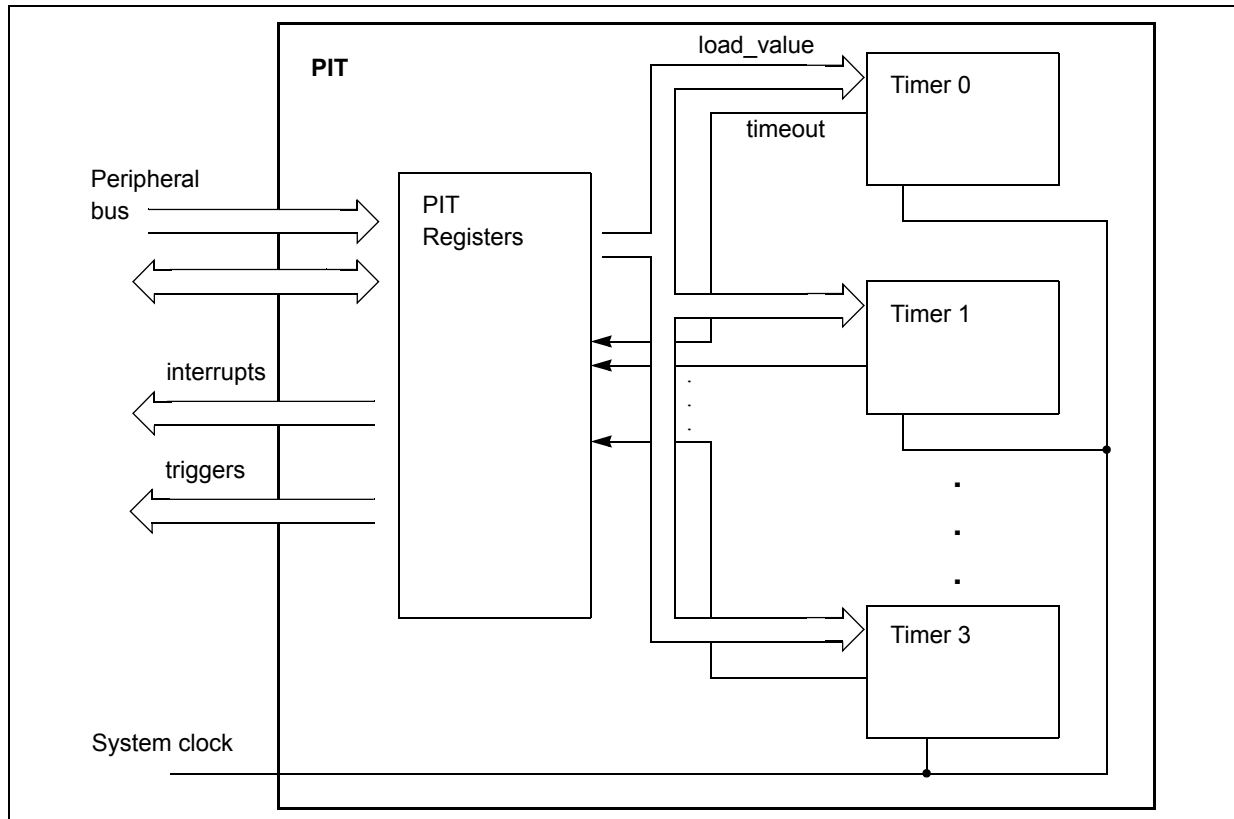 PIT
load_value
Timer 0
timeout
Peripheral
bus
PIT
Registers
Timer 1
interrupts
triggers
Timer 3
System clock